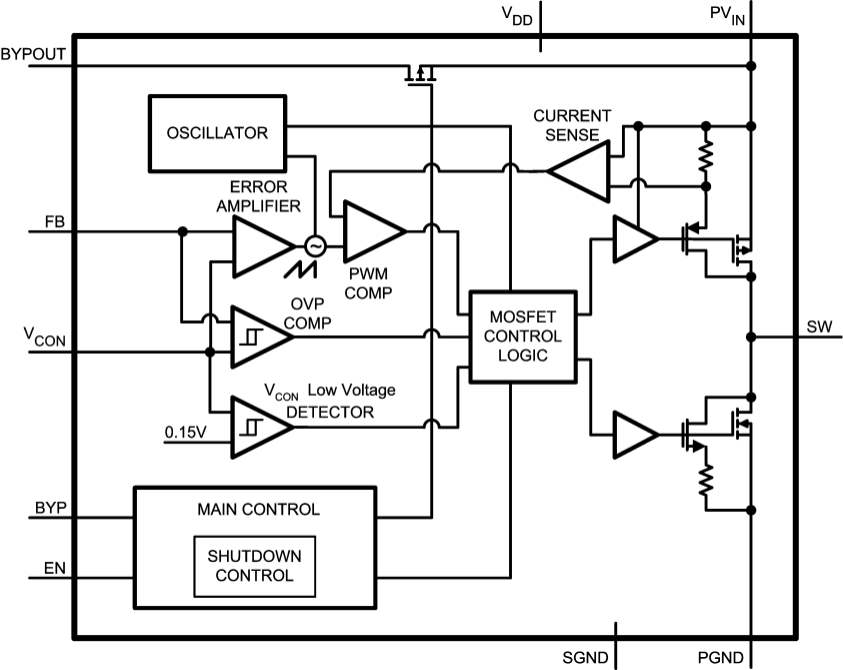 VDD
PVIN
BYPOUT
OSCILLATOR
CURRENT
SENSE
ERROR
AMPLIFIER
FB
~
PWM
COMP
OVP
COMP
MOSFET
CONTROL
LOGIC
SW
VCON
VCON Low Voltage
DETECTOR
0.15V
BYP
MAIN CONTROL
EN
SHUTDOWN
CONTROL
SGND
PGND